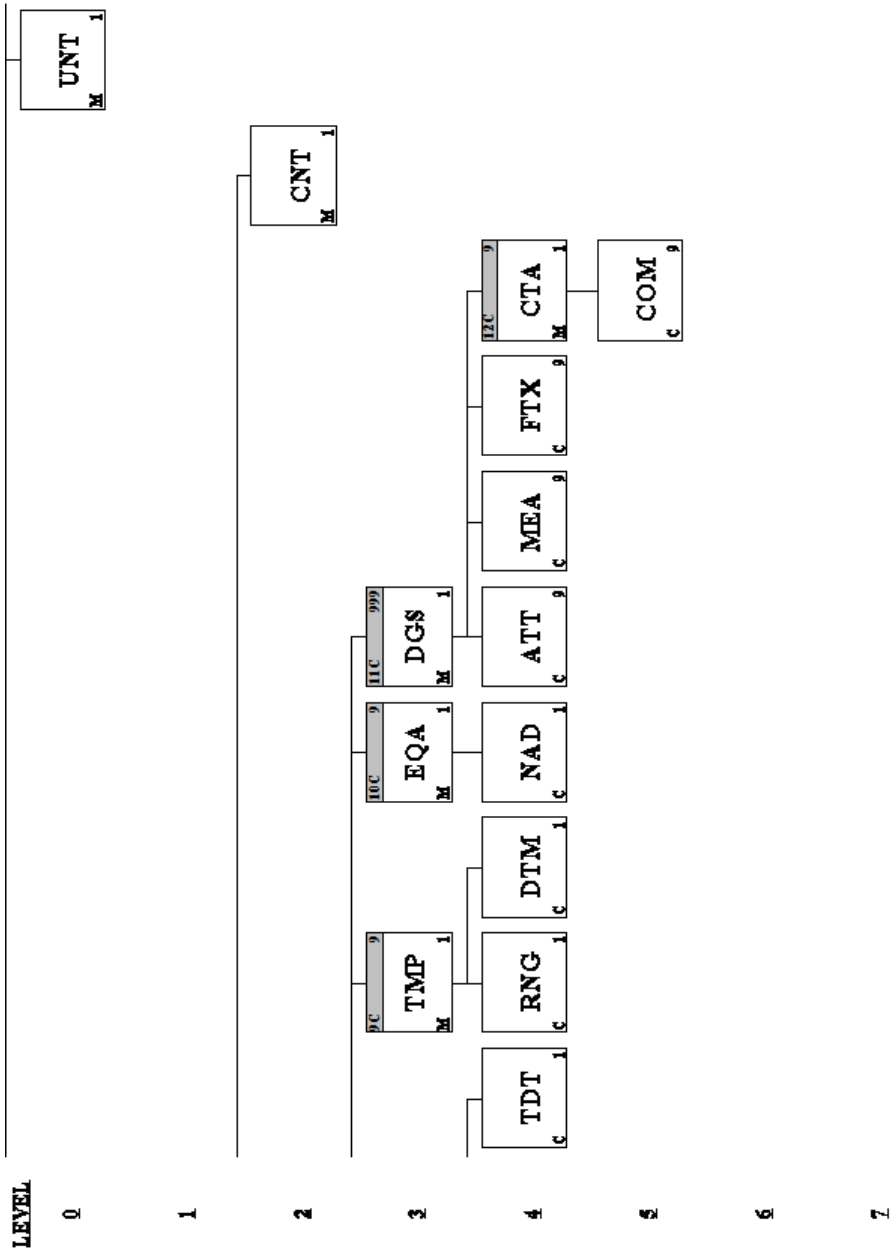 LEVEL
0
UNT
M 1
1
2
CNT
M 1
3
9C 9
TMP
M 1
10C 9
EQA
M 1
11C 999
DGS
M 1
4
TDT
C 1
RNG
C 1
DTM
C 1
NAD
C 1
ATT
C 9
MEA
C 9
FTX
C 9
12C 9
CTA
M 1
5
COM
C 9
6
7